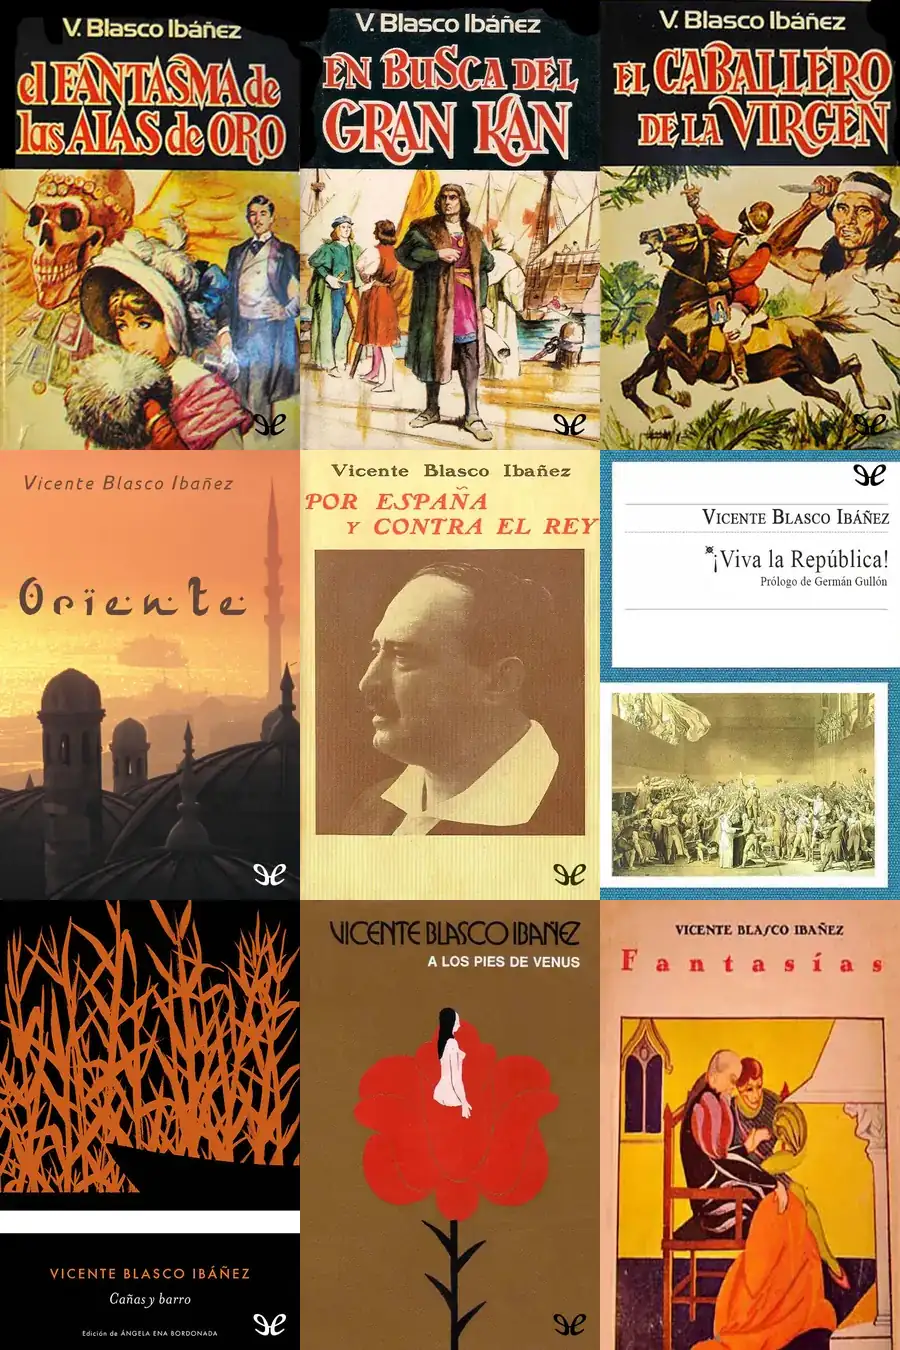 V. Blasco Ibáñez
el FANTASMA de
las ALAS de ORO
V. Blasco Ibáñez
EN BUSCA DEL
GRAN KAN
V. Blasco Ibáñez
EL CABALLERO
DE LA VIRGEN
Vicente Blasco Ibañez
Oriente
Vicente Blasco Ibañez
POR ESPAÑA
Y CONTRA EL REY
VICENTE BLASCO IBÁÑEZ
¡Viva la República!
Prólogo de Germán Gullón
VICENTE BLASCO IBÁÑEZ
Cañas y barro
Edición de ÁNGELA ENA BORDONADA
VICENTE BLASCO IBAÑEZ
A LOS PIES DE VENUS
VICENTE BLASCO IBAÑEZ
Fantasías